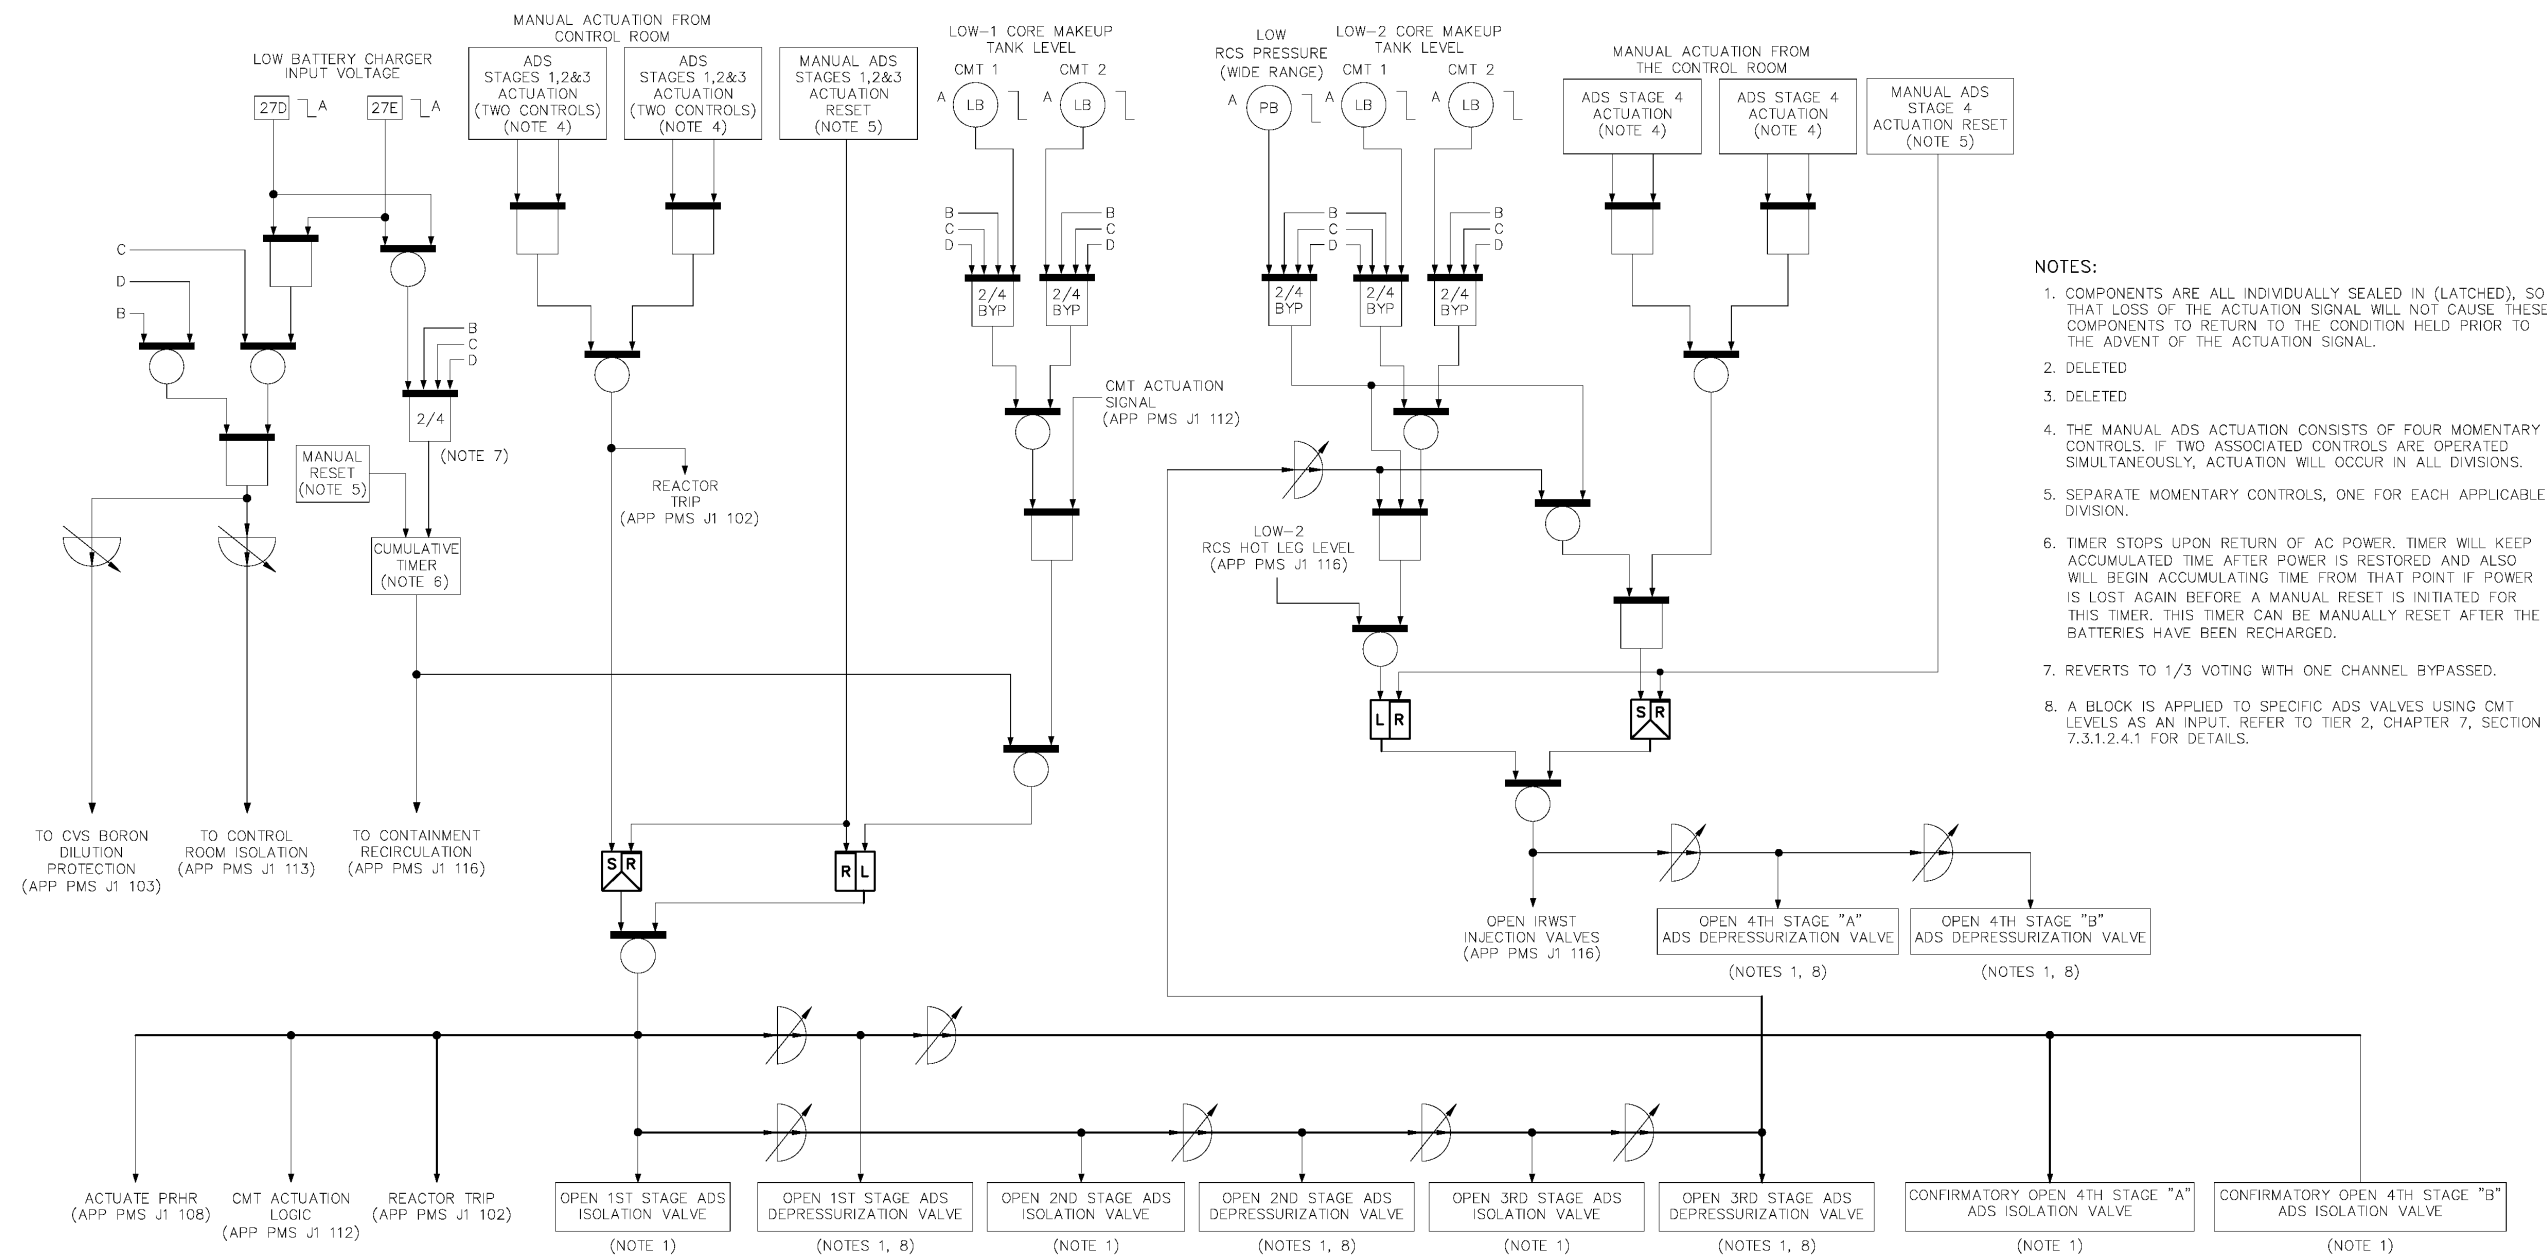 MANUAL ACTUATION FROM
CONTROL ROOM
LOW BATTERY CHARGER
INPUT VOLTAGE
27D
A
27E
A
ADS
STAGES 1,2&3
ACTUATION
(TWO CONTROLS)
(NOTE 4)
ADS
STAGES 1,2&3
ACTUATION
(TWO CONTROLS)
(NOTE 4)
MANUAL ADS
STAGES 1,2&3
ACTUATION
RESET
(NOTE 5)
LOW-1 CORE MAKEUP
TANK LEVEL
CMT 1
CMT 2
A
LB
A
LB
LOW
RCS PRESSURE
(WIDE RANGE)
A
PB
LOW-2 CORE MAKEUP
TANK LEVEL
CMT 1
CMT 2
A
LB
A
LB
MANUAL ACTUATION FROM
THE CONTROL ROOM
ADS STAGE 4
ACTUATION
(NOTE 4)
ADS STAGE 4
ACTUATION
(NOTE 4)
MANUAL ADS
STAGE 4
ACTUATION RESET
(NOTE 5)
C
D
B
B
C
D
B
C
D
B
C
D
B
C
D
B
C
D
2/4
BYP
2/4
BYP
2/4
BYP
2/4
BYP
2/4
BYP
2/4
(NOTE 7)
MANUAL
RESET
(NOTE 5)
CUMULATIVE
TIMER
(NOTE 6)
REACTOR
TRIP
(APP PMS J1 102)
CMT ACTUATION
SIGNAL
(APP PMS J1 112)
LOW-2
RCS HOT LEG LEVEL
(APP PMS J1 116)
L R
S R
TO CVS BORON
DILUTION
PROTECTION
(APP PMS J1 103)
TO CONTROL
ROOM ISOLATION
(APP PMS J1 113)
TO CONTAINMENT
RECIRCULATION
(APP PMS J1 116)
S R
R L
OPEN IRWST
INJECTION VALVES
(APP PMS J1 116)
OPEN 4TH STAGE "A"
ADS DEPRESSURIZATION VALVE
(NOTES 1, 8)
OPEN 4TH STAGE "B"
ADS DEPRESSURIZATION VALVE
(NOTES 1, 8)
ACTUATE PRHR
(APP PMS J1 108)
CMT ACTUATION
LOGIC
(APP PMS J1 112)
REACTOR TRIP
(APP PMS J1 102)
OPEN 1ST STAGE ADS
ISOLATION VALVE
(NOTE 1)
OPEN 1ST STAGE ADS
DEPRESSURIZATION VALVE
(NOTES 1, 8)
OPEN 2ND STAGE ADS
ISOLATION VALVE
(NOTE 1)
OPEN 2ND STAGE ADS
DEPRESSURIZATION VALVE
(NOTES 1, 8)
OPEN 3RD STAGE ADS
ISOLATION VALVE
(NOTE 1)
OPEN 3RD STAGE ADS
DEPRESSURIZATION VALVE
(NOTES 1, 8)
CONFIRMATORY OPEN 4TH STAGE "A"
ADS ISOLATION VALVE
(NOTE 1)
CONFIRMATORY OPEN 4TH STAGE "B"
ADS ISOLATION VALVE
(NOTE 1)
NOTES:
1. COMPONENTS ARE ALL INDIVIDUALLY SEALED IN (LATCHED), SO
THAT LOSS OF THE ACTUATION SIGNAL WILL NOT CAUSE THESE
COMPONENTS TO RETURN TO THE CONDITION HELD PRIOR TO
THE ADVENT OF THE ACTUATION SIGNAL.
2. DELETED
3. DELETED
4. THE MANUAL ADS ACTUATION CONSISTS OF FOUR MOMENTARY
CONTROLS. IF TWO ASSOCIATED CONTROLS ARE OPERATED
SIMULTANEOUSLY, ACTUATION WILL OCCUR IN ALL DIVISIONS.
5. SEPARATE MOMENTARY CONTROLS, ONE FOR EACH APPLICABLE
DIVISION.
6. TIMER STOPS UPON RETURN OF AC POWER. TIMER WILL KEEP
ACCUMULATED TIME AFTER POWER IS RESTORED AND ALSO
WILL BEGIN ACCUMULATING TIME FROM THAT POINT IF POWER
IS LOST AGAIN BEFORE A MANUAL RESET IS INITIATED FOR
THIS TIMER. THIS TIMER CAN BE MANUALLY RESET AFTER THE
BATTERIES HAVE BEEN RECHARGED.
7. REVERTS TO 1/3 VOTING WITH ONE CHANNEL BYPASSED.
8. A BLOCK IS APPLIED TO SPECIFIC ADS VALVES USING CMT
LEVELS AS AN INPUT. REFER TO TIER 2, CHAPTER 7, SECTION
7.3.1.2.4.1 FOR DETAILS.